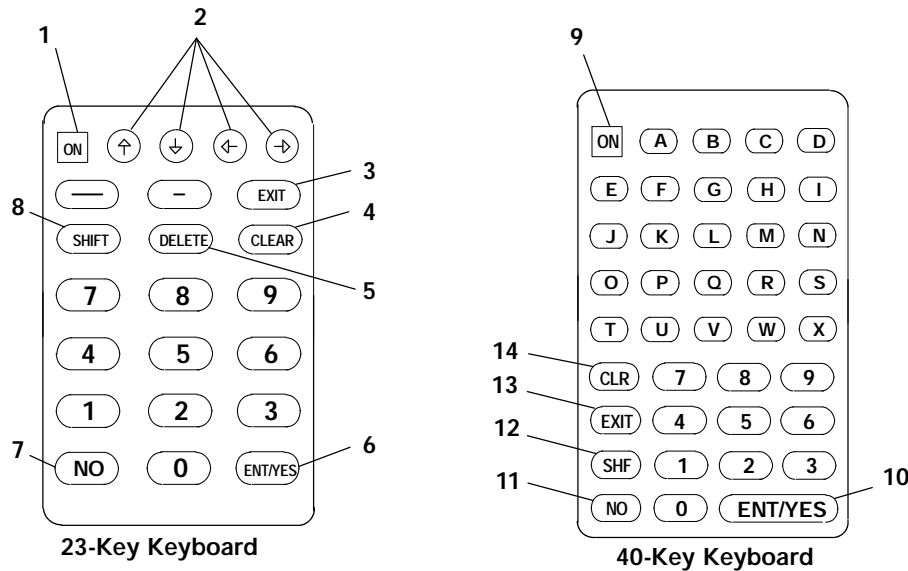 1
2
ON
EXIT
3
8
SHIFT
DELETE
CLEAR
4
5
7 8 9
4 5 6
1 2 3
7
NO 0 ENT/YES
6
23-Key Keyboard
9
ON A B C D
E F G H I
J K L M N
O P Q R S
T U V W X
14
CLR 7 8 9
13
EXIT 4 5 6
12
SHF 1 2 3
11
NO 0 ENT/YES
10
40-Key Keyboard